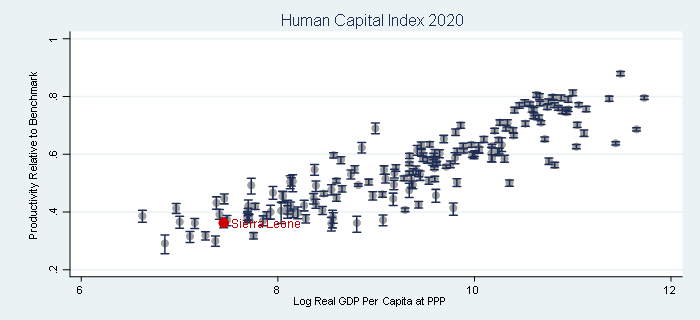 Human Capital Index 2020
Productivity Relative to Benchmark
1
.8
.6
.4
.2
Sierra Leone
6
8
10
12
Log Real GDP Per Capita at PPP